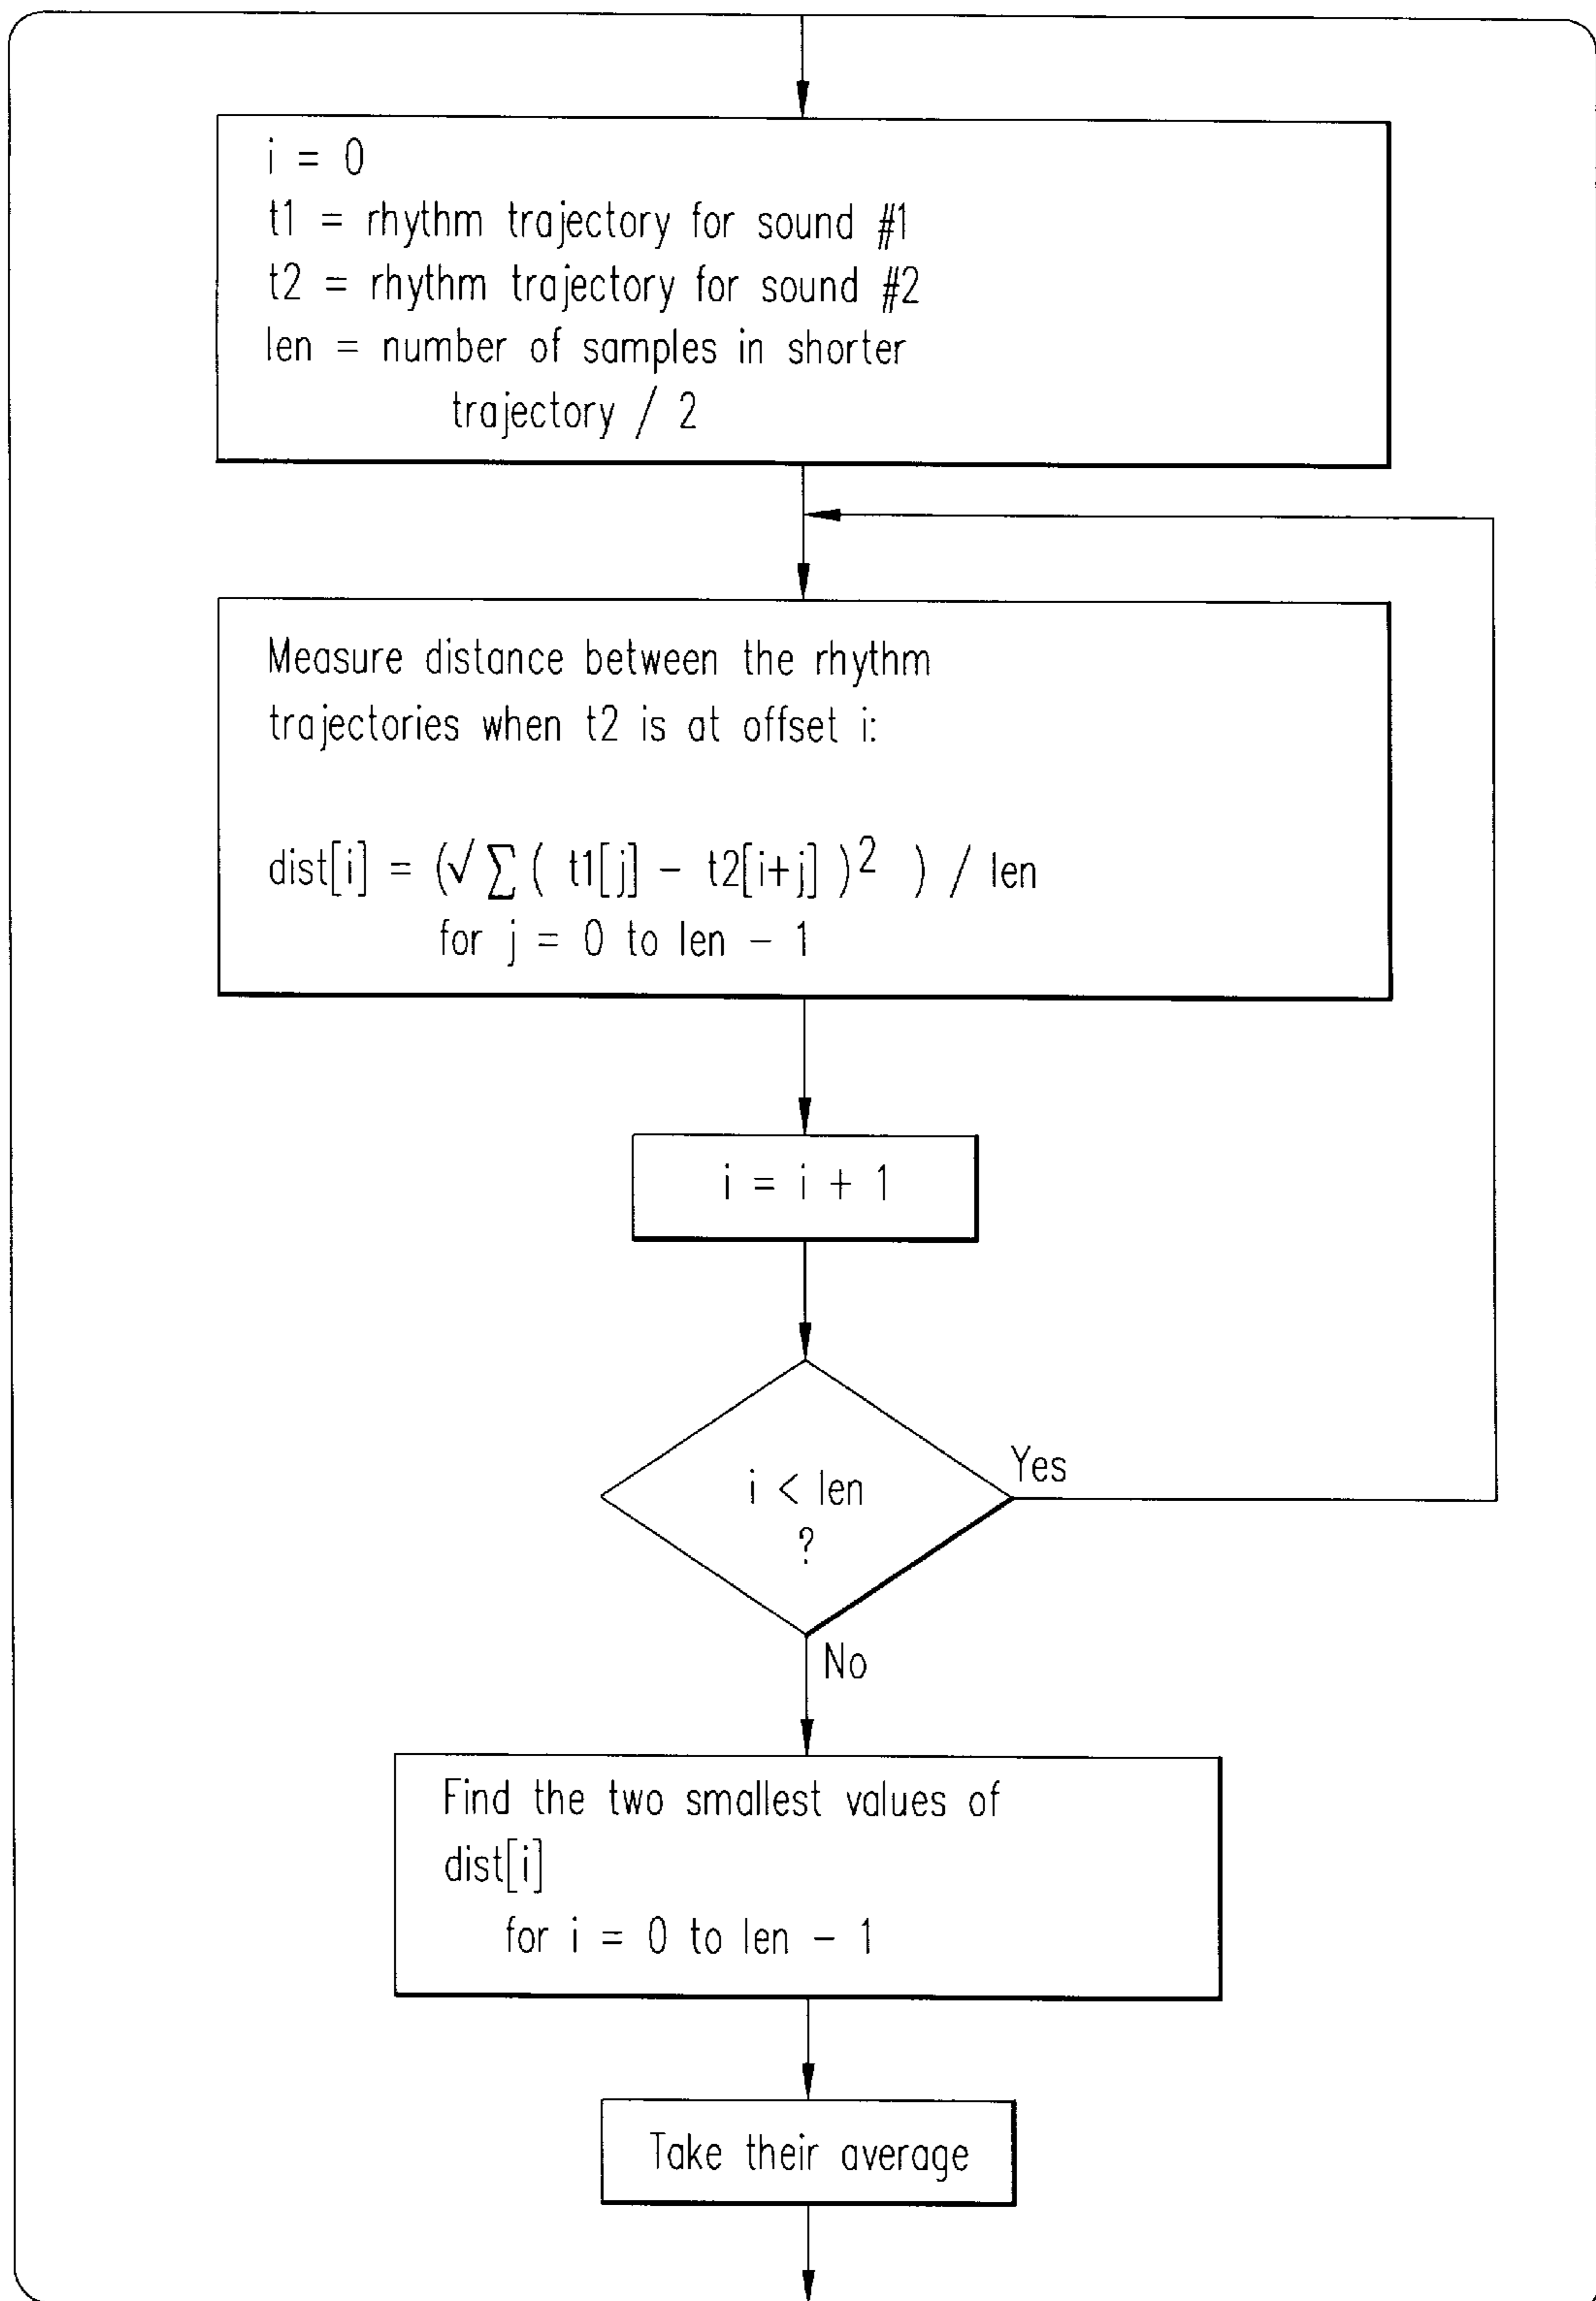 i = 0
t1 = rhythm trajectory for sound #1
t2 = rhythm trajectory for sound #2
len = number of samples in shorter
trajectory / 2
Measure distance between the rhythm
trajectories when t2 is at offset i:
dist[i] = (√ ∑ ( t1[j] - t2[i+j] )² ) / len
for j = 0 to len - 1
i = i + 1
i < len
?
Yes
No
Find the two smallest values of
dist[i]
for i = 0 to len - 1
Take their average